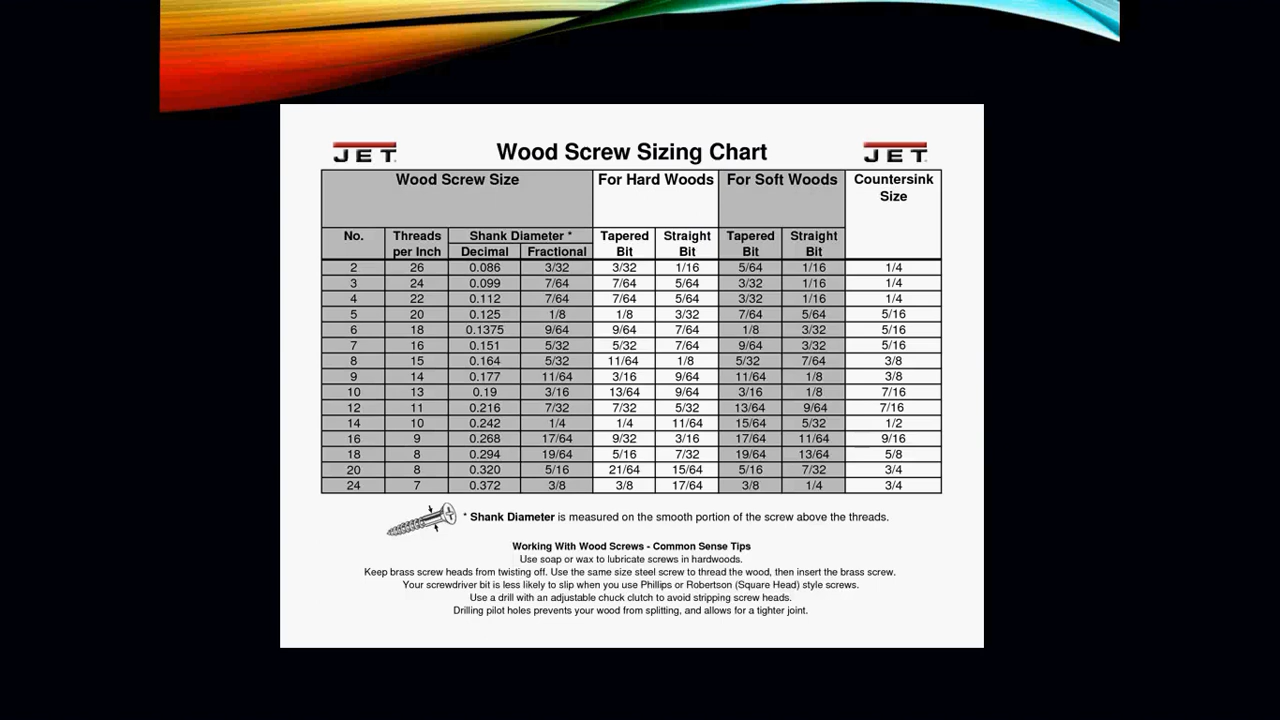 JET Wood Screw Sizing Chart JET
Wood Screw Size For Hard Woods For Soft Woods Countersink
Size
No. Threads Shank Diameter * Tapered Straight Tapered Straight
per Inch Decimal Fractional Bit Bit Bit Bit
2 26 0.086 3/32 3/32 1/16 5/64 1/16 1/4
3 24 0.099 7/64 7/64 5/64 3/32 1/16 1/4
4 22 0.112 7/64 7/64 5/64 3/32 1/16 1/4
5 20 0.125 1/8 1/8 3/32 7/64 5/64 5/16
6 18 0.1375 9/64 9/64 7/64 1/8 3/32 5/16
7 16 0.151 5/32 5/32 7/64 9/64 3/32 5/16
8 15 0.164 5/32 11/64 1/8 5/32 7/64 3/8
9 14 0.177 11/64 3/16 9/64 11/64 1/8 3/8
10 13 0.19 3/16 13/64 9/64 3/16 1/8 7/16
12 11 0.216 7/32 7/32 5/32 13/64 9/64 7/16
14 10 0.242 1/4 1/4 11/64 15/64 5/32 1/2
16 9 0.268 17/64 9/32 3/16 17/64 11/64 9/16
18 8 0.294 19/64 5/16 7/32 19/64 13/64 5/8
20 8 0.320 5/16 21/64 15/64 5/16 7/32 3/4
24 7 0.372 3/8 3/8 17/64 3/8 1/4 3/4
* Shank Diameter is measured on the smooth portion of the screw above the threads.
Working With Wood Screws - Common Sense Tips
Use soap or wax to lubricate screws in hardwoods.
Keep brass screw heads from twisting off. Use the same size steel screw to thread the wood, then insert the brass screw.
Your screwdriver bit is less likely to slip when you use Phillips or Robertson (Square Head) style screws.
Use a drill with an adjustable chuck clutch to avoid stripping screw heads.
Drilling pilot holes prevents your wood from splitting, and allows for a tighter joint.